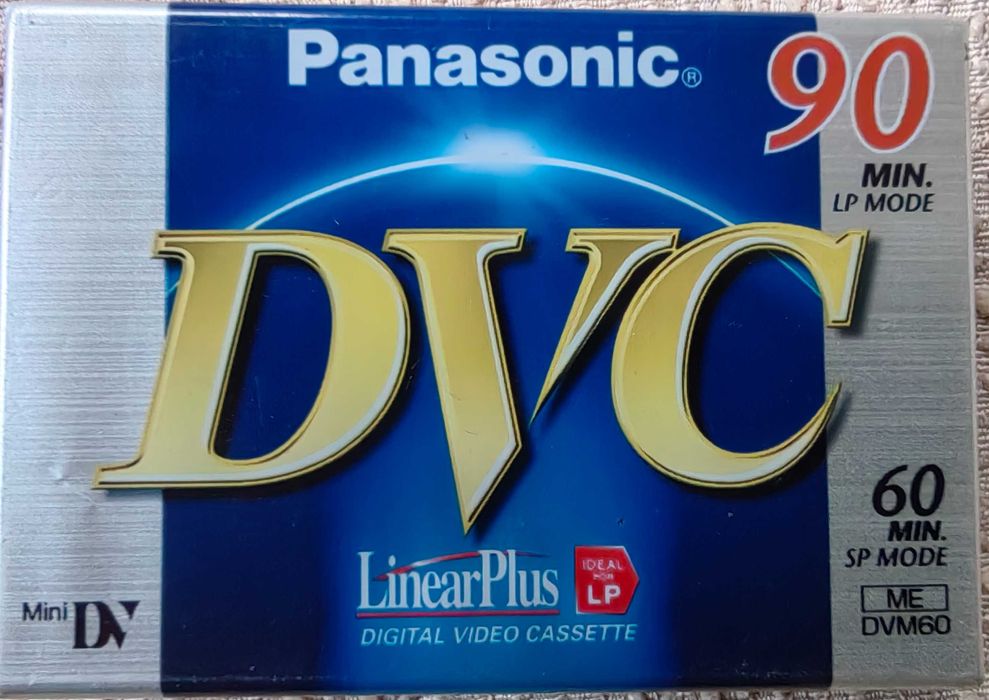 Panasonic®
90
MIN.
LP MODE
DVC
60
MIN.
SP MODE
LinearPlus
IDEAL
FOR
LP
DIGITAL VIDEO CASSETTE
Mini DV
ME
DVM60